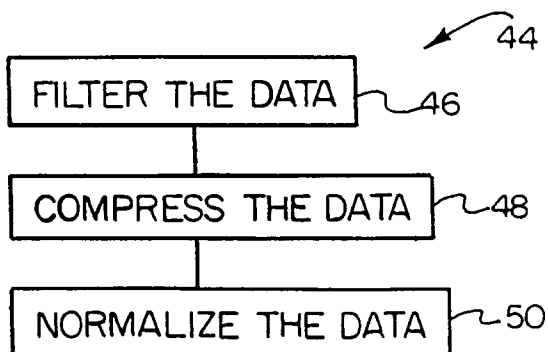 44
FILTER THE DATA
46
COMPRESS THE DATA
48
NORMALIZE THE DATA
50